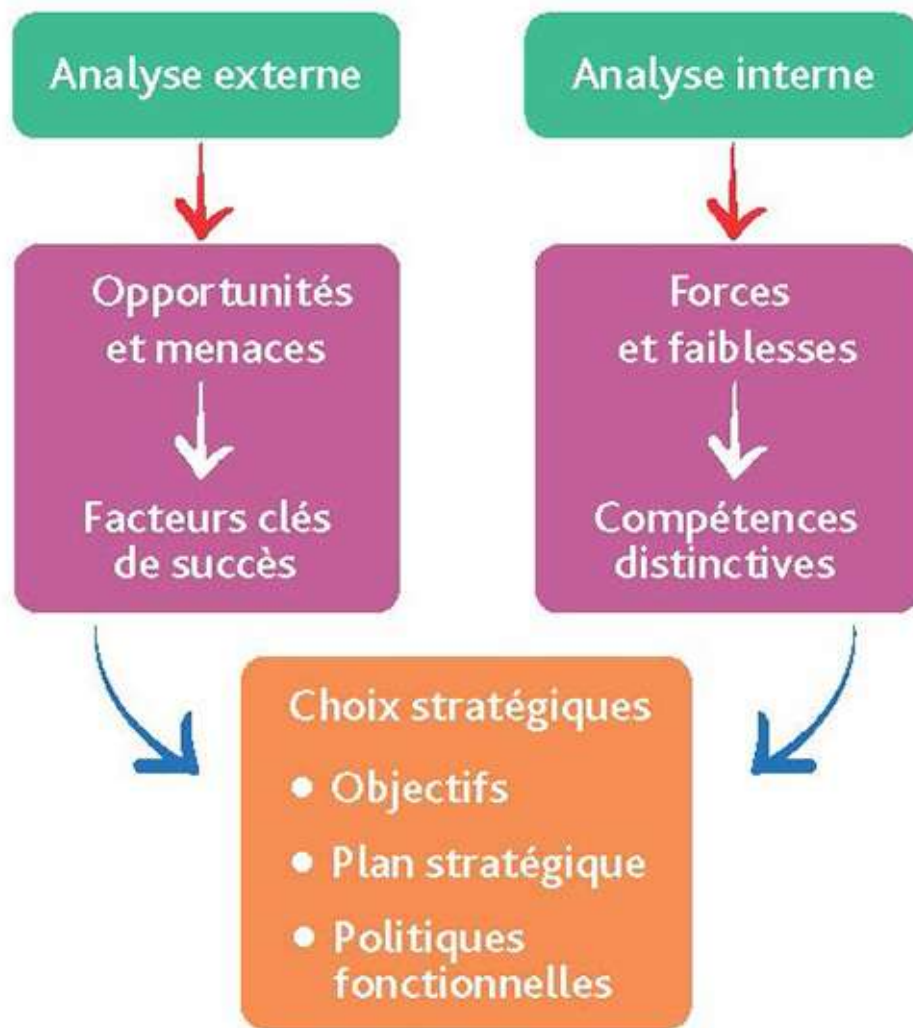 Analyse externe
Analyse interne
Opportunités
et menaces
Facteurs clés
de succès
Forces
et faiblesses
Compétences
distinctives
Choix stratégiques
• Objectifs
• Plan stratégique
• Politiques
fonctionnelles